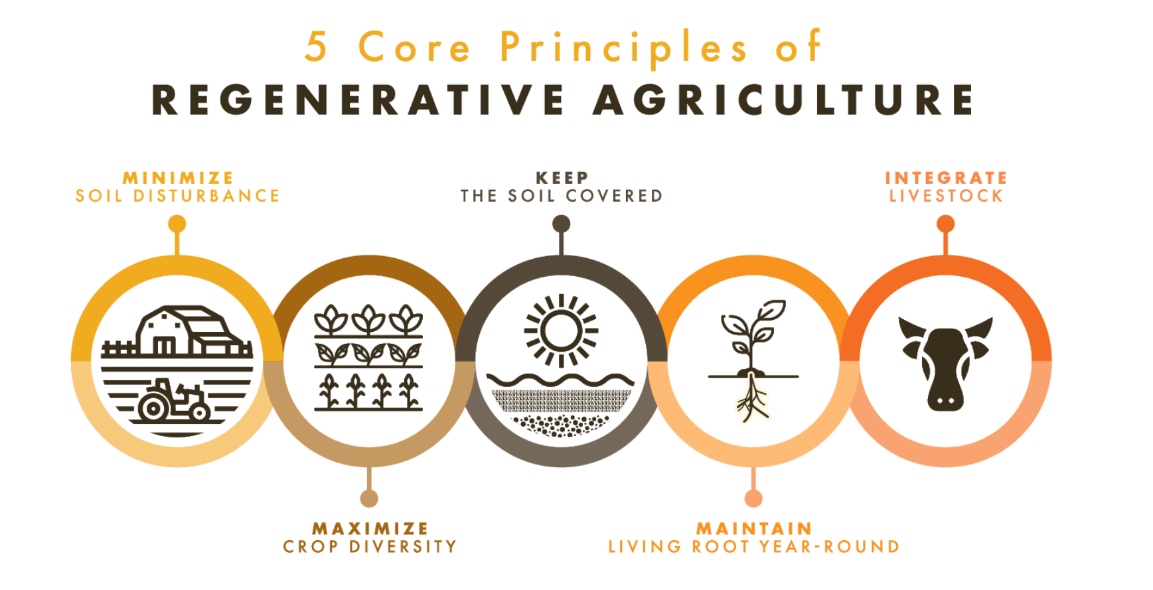 5 Core Principles of
REGENERATIVE AGRICULTURE
MINIMIZE
SOIL DISTURBANCE
KEEP
THE SOIL COVERED
INTEGRATE
LIVESTOCK
MAXIMIZE
CROP DIVERSITY
MAINTAIN
LIVING ROOT YEAR-ROUND